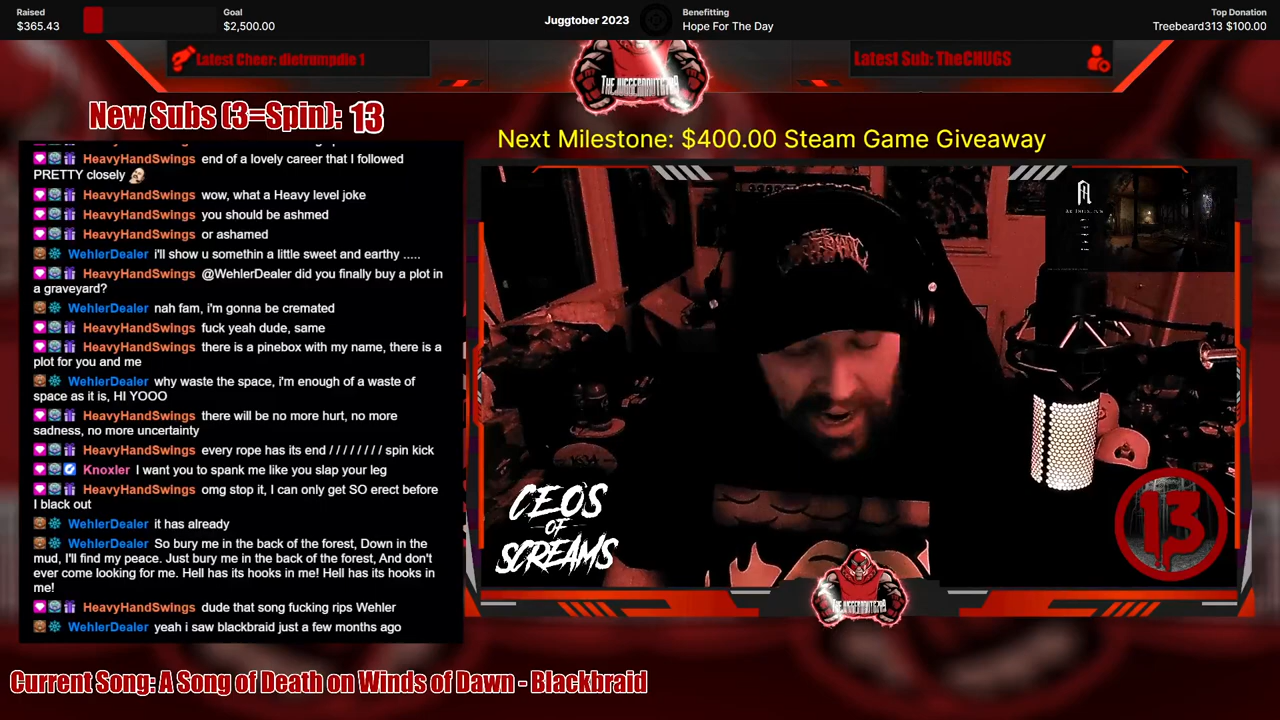 Raised
$365.43
Goal
$2,500.00
Juggtober 2023
Benefitting
Hope For The Day
Top Donation
Treebeard313 $100.00
Latest Cheer: dietrumpdie 1
Latest Sub: TheCHUGS
THEJUGGERNAUT6789
New Subs (3=Spin): 13
Next Milestone: $400.00 Steam Game Giveaway
HeavyHandSwings end of a lovely career that I followed
PRETTY closely
HeavyHandSwings wow, what a Heavy level joke
HeavyHandSwings you should be ashmed
HeavyHandSwings or ashamed
WehlerDealer i'll show u somethin a little sweet and earthy .....
HeavyHandSwings @WehlerDealer did you finally buy a plot in
a graveyard?
WehlerDealer nah fam, i'm gonna be cremated
HeavyHandSwings fuck yeah dude, same
HeavyHandSwings there is a pinebox with my name, there is a
plot for you and me
WehlerDealer why waste the space, i'm enough of a waste of
space as it is, HI YOOO
HeavyHandSwings there will be no more hurt, no more
sadness, no more uncertainty
HeavyHandSwings every rope has its end / / / / / / / / spin kick
Knoxler I want you to spank me like you slap your leg
HeavyHandSwings omg stop it, I can only get SO erect before
I black out
WehlerDealer it has already
WehlerDealer So bury me in the back of the forest, Down in the
mud, I'll find my peace. Just bury me in the back of the forest, And don't
ever come looking for me. Hell has its hooks in me! Hell has its hooks in
me!
HeavyHandSwings dude that song fucking rips Wehler
WehlerDealer yeah i saw blackbraid just a few months ago
1634
CEO'S
OF
SCREAMS
13
Current Song: A Song of Death on Winds of Dawn - Blackbraid